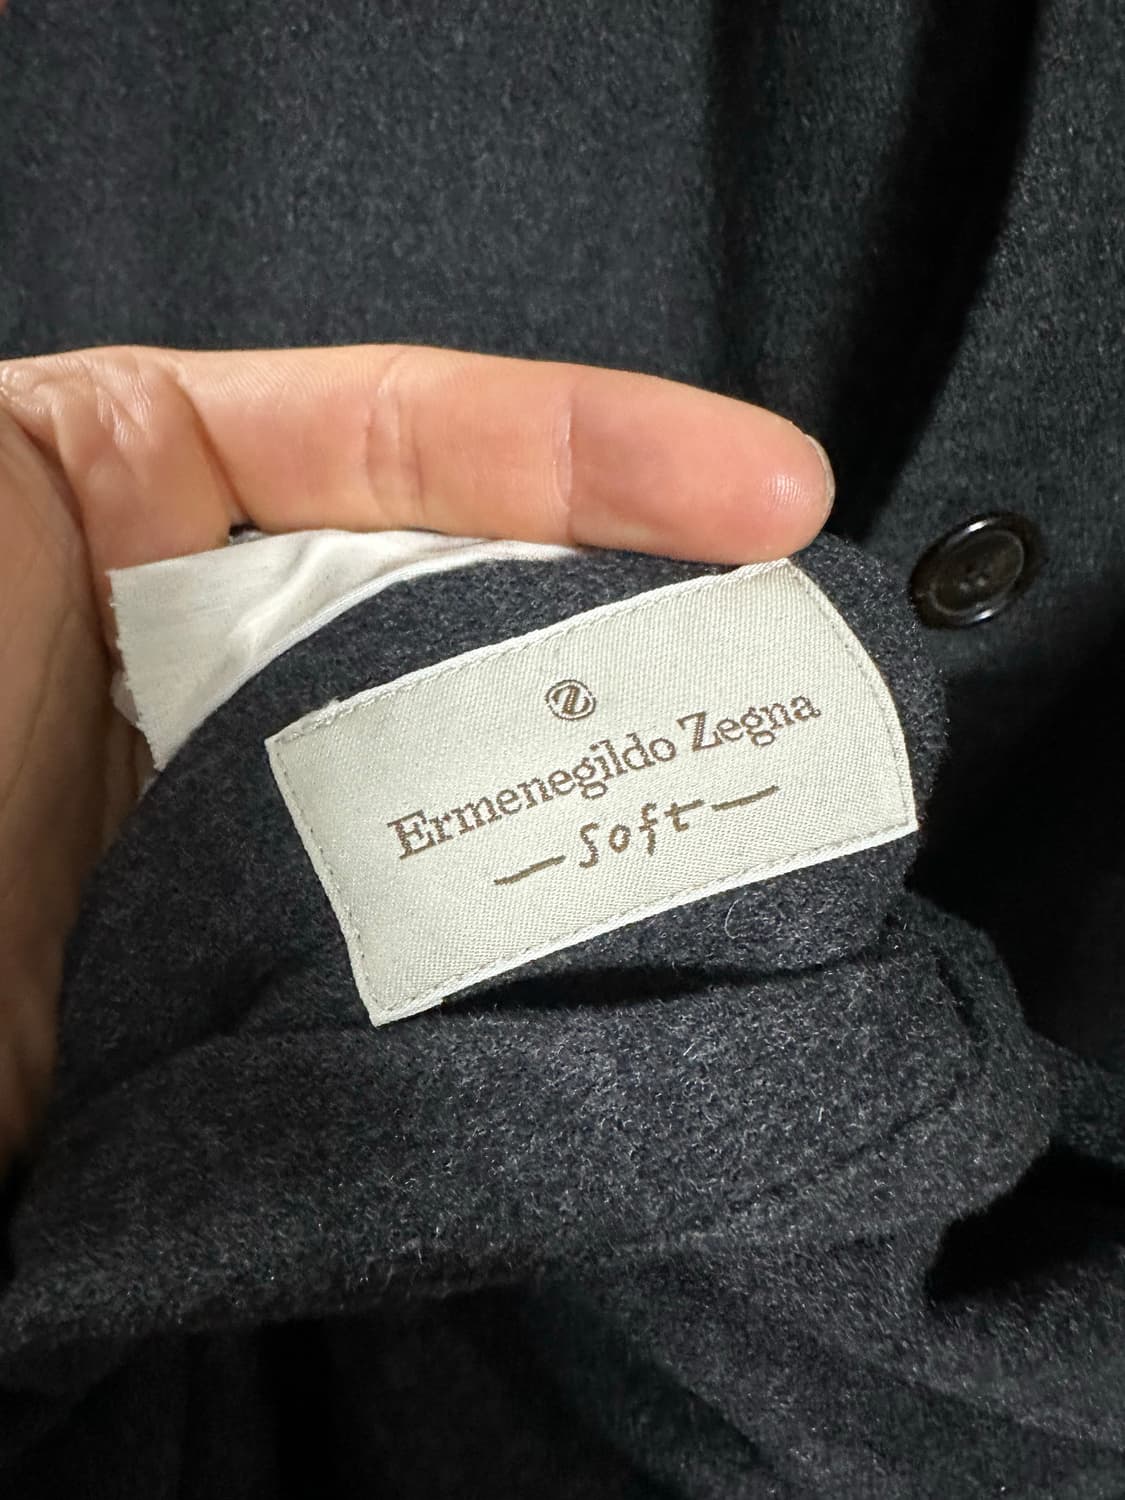 Z
Ermenegildo Zegna
— Soft —